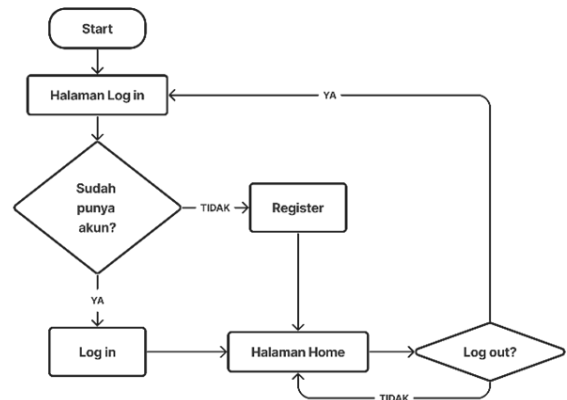 Start
Halaman Log in
YA
Sudah
punya
akun?
TIDAK
Register
YA
Log in
Halaman Home
Log out?
TIDAK